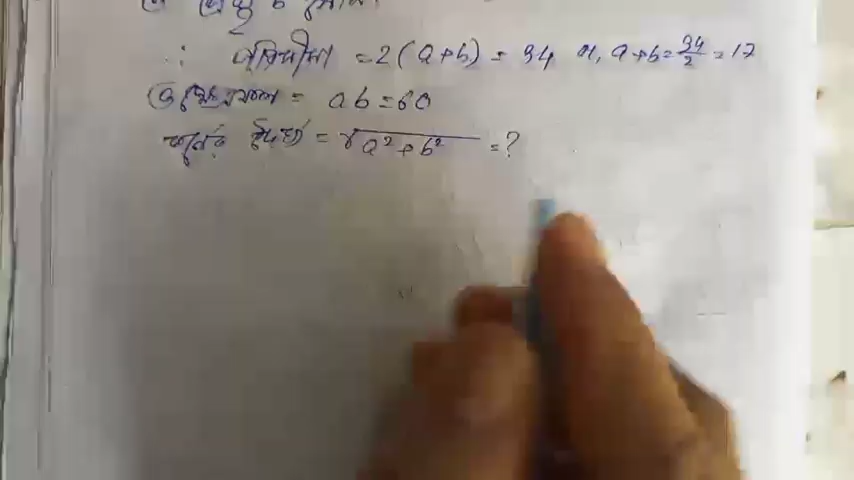 ∴ পরিসীমা = 2(a+b) = 34 বা, a+b = 34/2 = 17
ক্ষেত্রফল = ab = 60
কর্ণের দৈর্ঘ্য = √a²+b² = ?